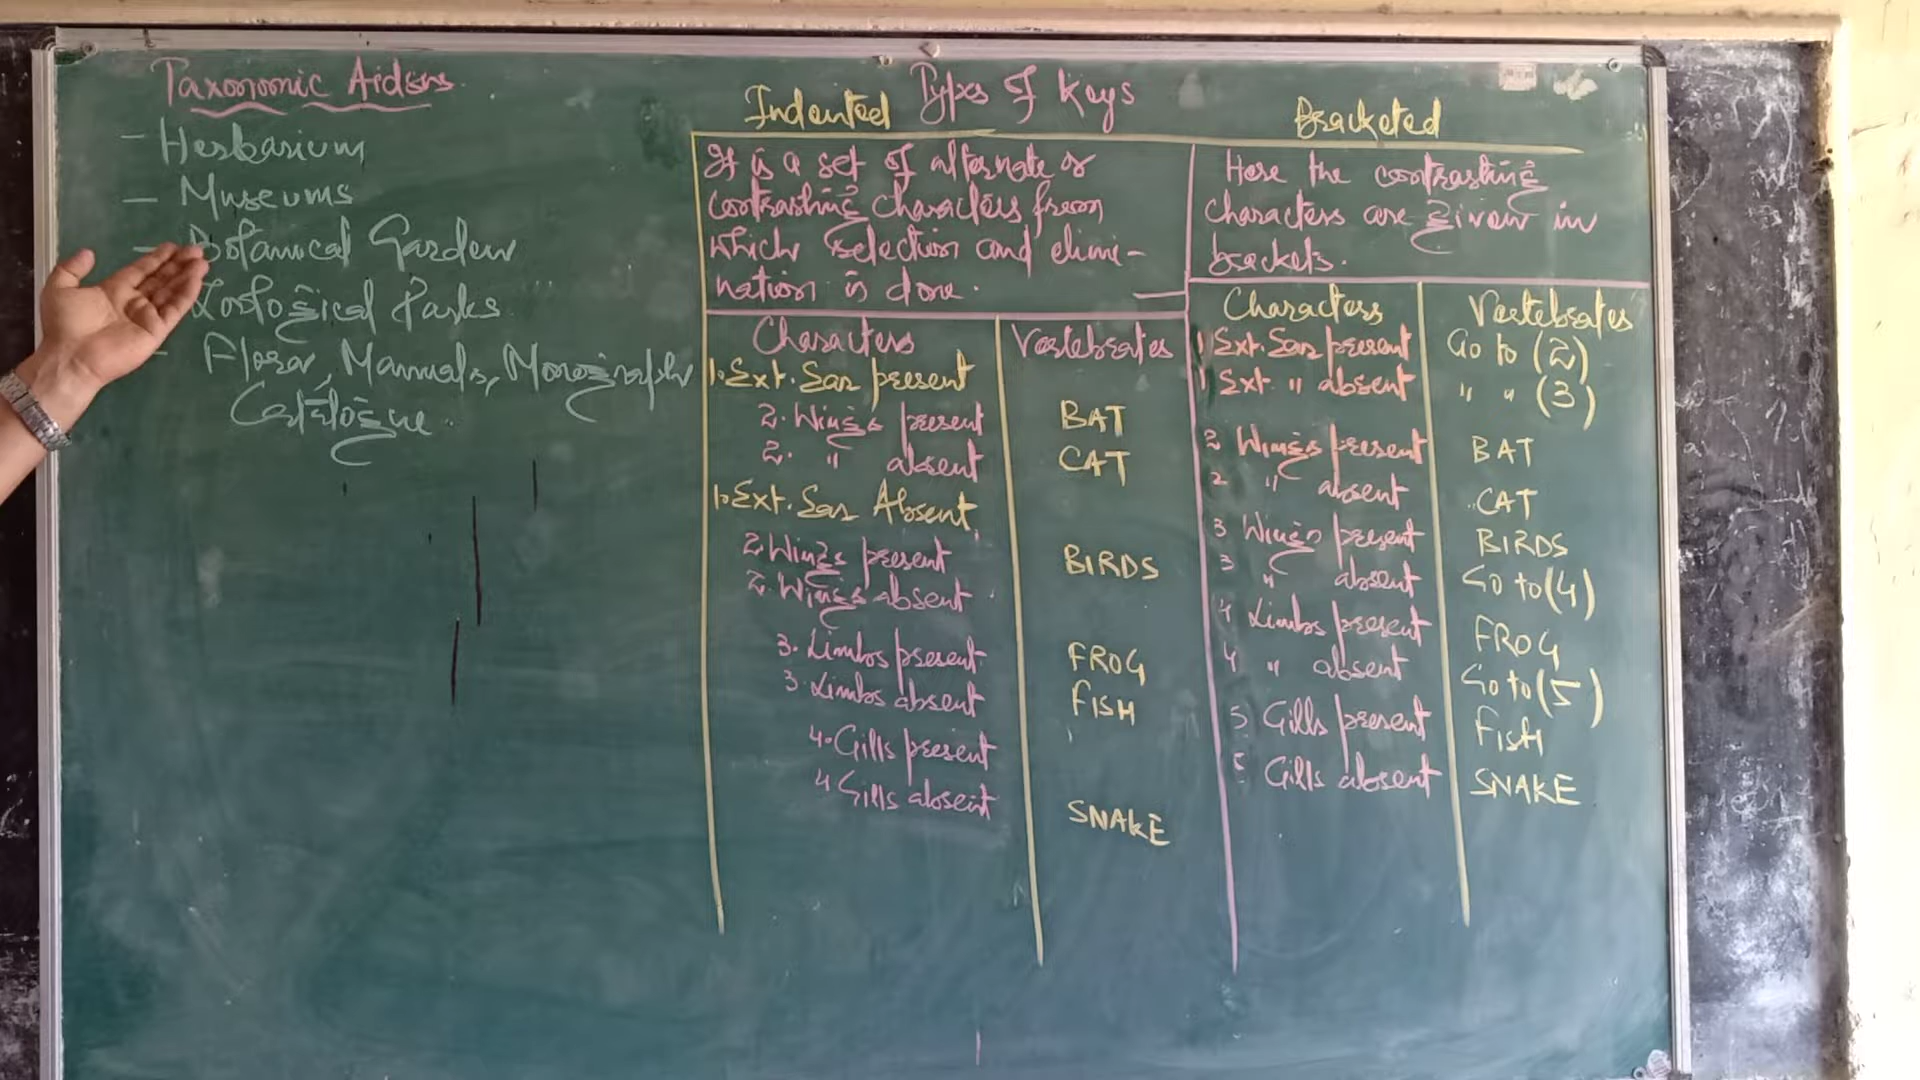 Taxonomic Aiders
- Herbarium
- Museums
- Botanical Garden
Zoological Parks
- Flora, Manuals, Monograph
Catalogue.
Types of Keys
Indented
It is a set of alternate or
contrasting characters from
which selection and elimi-
nation is done.
Characters Vertebrates
1. Ext. Ear present
2. Wings present BAT
2. " absent CAT
1. Ext. Ear Absent
2. Wings present BIRDS
2. Wings absent
3. Limbs present FROG
3. Limbs absent FISH
4. Gills present
4 Gills absent SNAKE
Bracketed
Here the contrasting
characters are given in
brackets.
Characters Vertebrates
1 Ext. Ear present Go to (2)
1 Ext. " absent " " (3)
2 Wings present BAT
2 " absent CAT
3 Wings present BIRDS
3 " absent Go to (4)
4 Limbs present FROG
4 " absent Go to (5)
5 Gills present FISH
5 Gills absent SNAKE